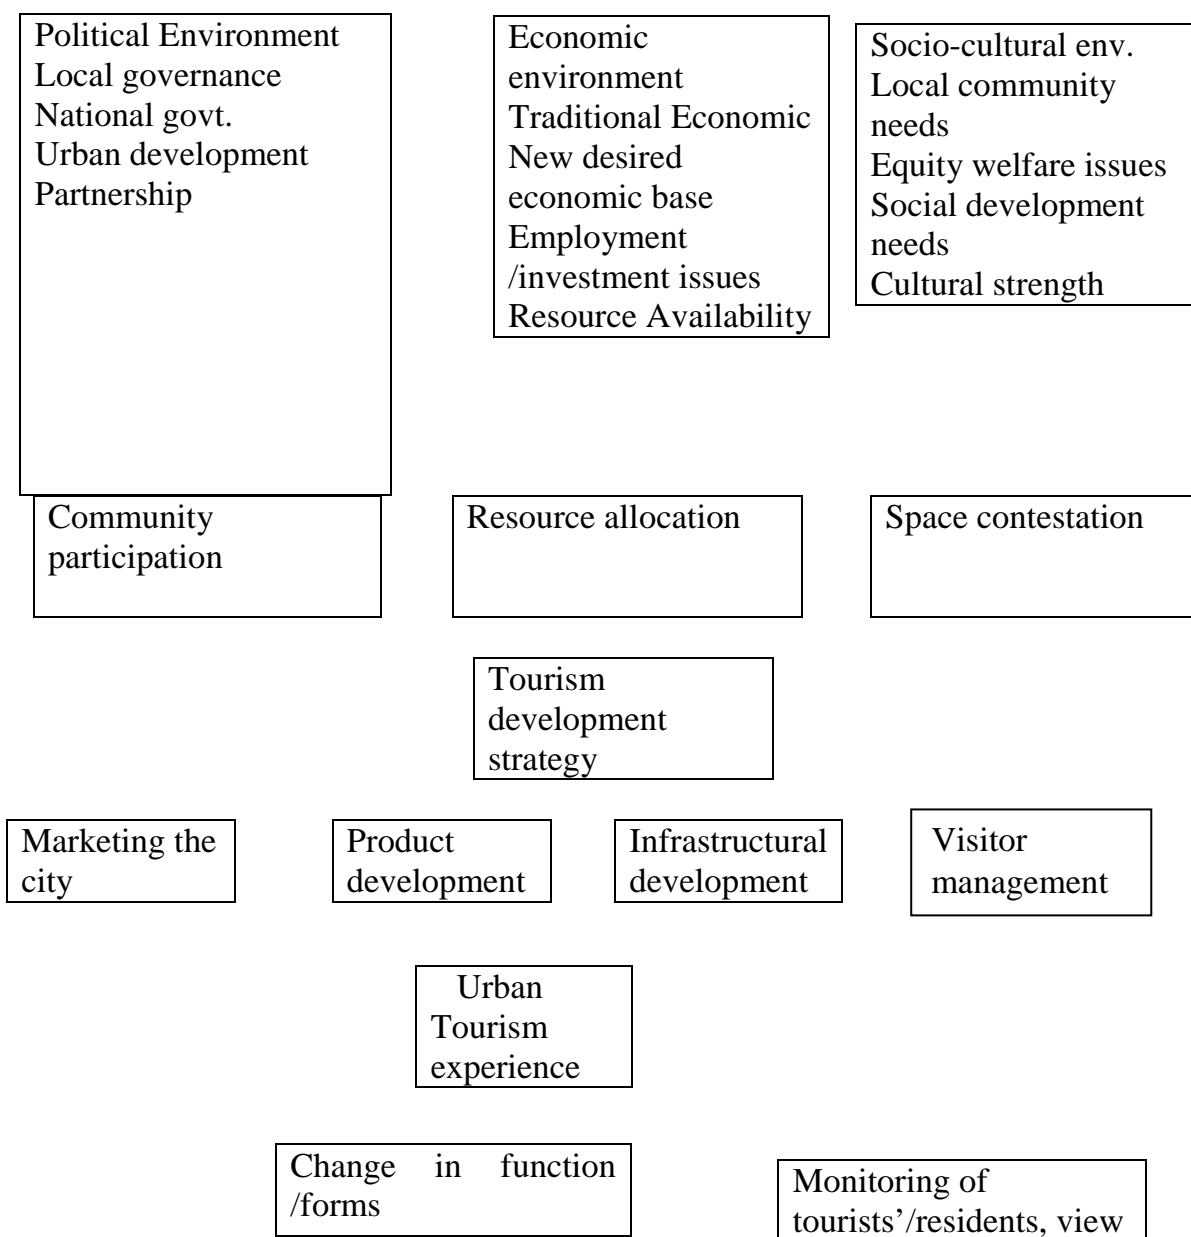 Political Environment
Local governance
National govt.
Urban development
Partnership
Economic
environment
Traditional Economic
New desired
economic base
Employment
/investment issues
Resource Availability
Socio-cultural env.
Local community
needs
Equity welfare issues
Social development
needs
Cultural strength
Community
participation
Resource allocation
Space contestation
Tourism
development
strategy
Marketing the
city
Product
development
Infrastructural
development
Visitor
management
Urban
Tourism
experience
Change in function
/forms
Monitoring of
tourists’/residents, view